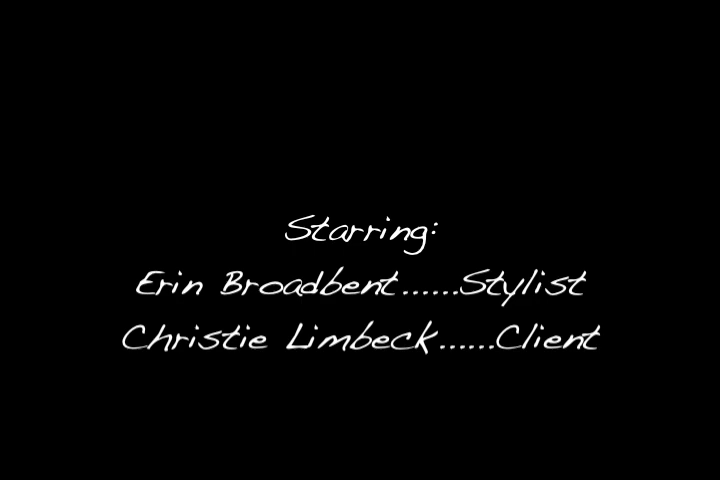 Starring:
Erin Broadbent......Stylist
Christie Limbeck......Client